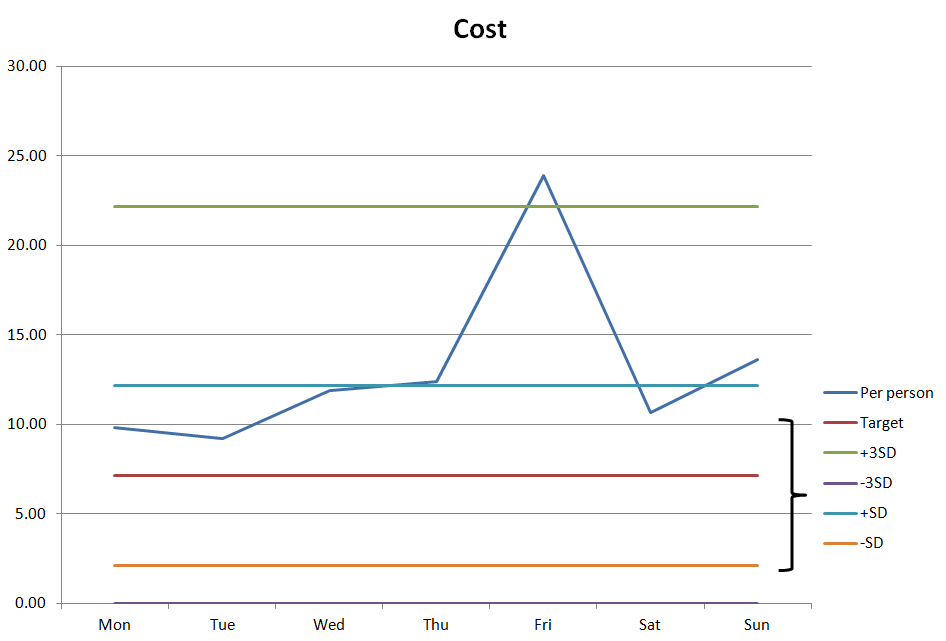 Cost
30.00
25.00
20.00
15.00
10.00
5.00
0.00
Mon Tue Wed Thu Fri Sat Sun
Per person
Target
+3SD
-3SD
+SD
-SD